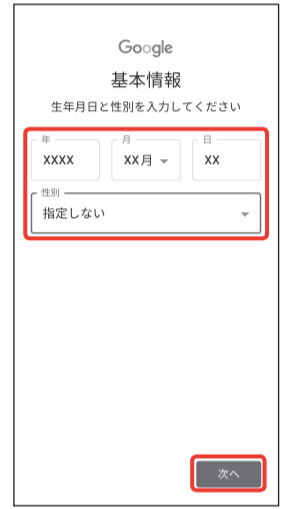 Google
基本情報
生年月日と性別を入力してください
年 月 日
XXXX XX月 XX
性別
指定しない
次へ